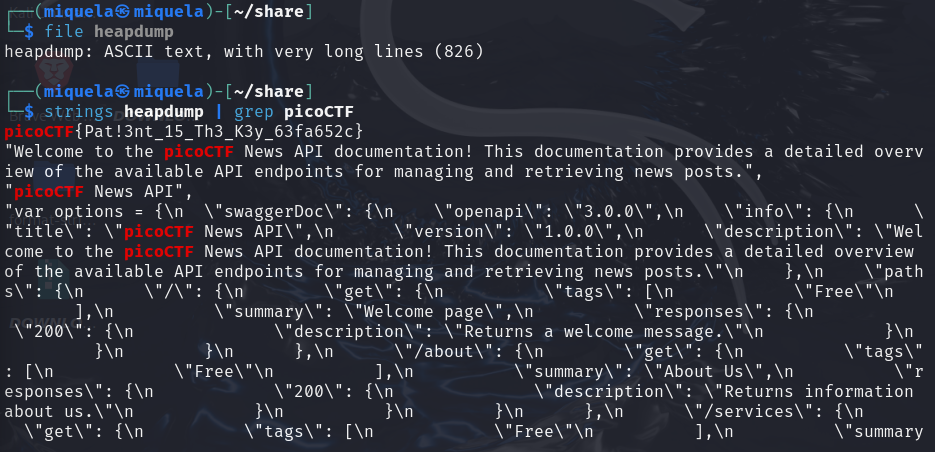 ┌──(miquela㉿miquela)-[~/share]
└─$ file heapdump
heapdump: ASCII text, with very long lines (826)
┌──(miquela㉿miquela)-[~/share]
└─$ strings heapdump | grep picoCTF
picoCTF{Pat!3nt_15_Th3_K3y_63fa652c}
"Welcome to the picoCTF News API documentation! This documentation provides a detailed overv
iew of the available API endpoints for managing and retrieving news posts.",
"picoCTF News API",
"var options = {\n  \"swaggerDoc\": {\n    \"openapi\": \"3.0.0\",\n    \"info\": {\n      \
"title\": \"picoCTF News API\",\n      \"version\": \"1.0.0\",\n      \"description\": \"Wel
come to the picoCTF News API documentation! This documentation provides a detailed overview
of the available API endpoints for managing and retrieving news posts.\"\n    },\n    \"path
s\": {\n      \"/\": {\n        \"get\": {\n          \"tags\": [\n            \"Free\"\n
       ],\n          \"summary\": \"Welcome page\",\n          \"responses\": {\n
 \"200\": {\n              \"description\": \"Returns a welcome message.\"\n            }\n
         }\n        }\n      },\n      \"/about\": {\n        \"get\": {\n          \"tags\"
: [\n            \"Free\"\n          ],\n          \"summary\": \"About Us\",\n          \"r
esponses\": {\n            \"200\": {\n              \"description\": \"Returns information
about us.\"\n            }\n          }\n        }\n      },\n      \"/services\": {\n
  \"get\": {\n          \"tags\": [\n            \"Free\"\n          ],\n          \"summary